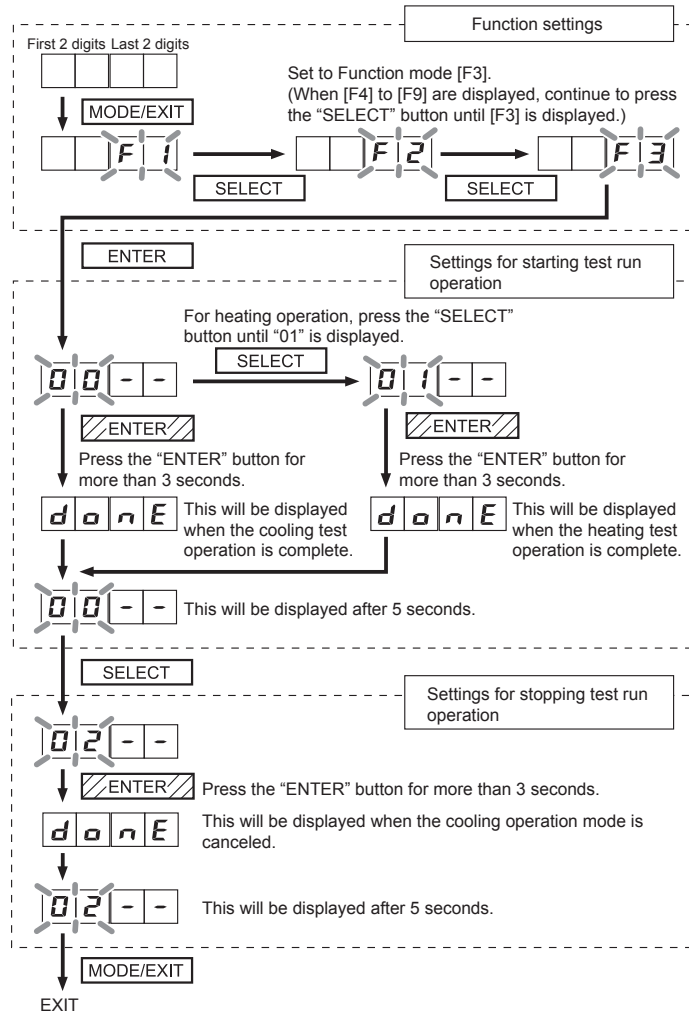 Function settings
First 2 digits Last 2 digits
Set to Function mode [F3].
(When [F4] to [F9] are displayed, continue to press
the “SELECT” button until [F3] is displayed.)
MODE/EXIT
F 1
F 2
F 3
SELECT
SELECT
ENTER
Settings for starting test run
operation
For heating operation, press the “SELECT”
button until “01” is displayed.
SELECT
0 0 - -
0 1 - -
ENTER
ENTER
Press the “ENTER” button for
more than 3 seconds.
Press the “ENTER” button for
more than 3 seconds.
d o n E
This will be displayed
when the cooling test
operation is complete.
d o n E
This will be displayed
when the heating test
operation is complete.
0 0 - -
This will be displayed after 5 seconds.
SELECT
Settings for stopping test run
operation
0 2 - -
ENTER
Press the “ENTER” button for more than 3 seconds.
d o n E
This will be displayed when the cooling operation mode is
canceled.
0 2 - -
This will be displayed after 5 seconds.
MODE/EXIT
EXIT